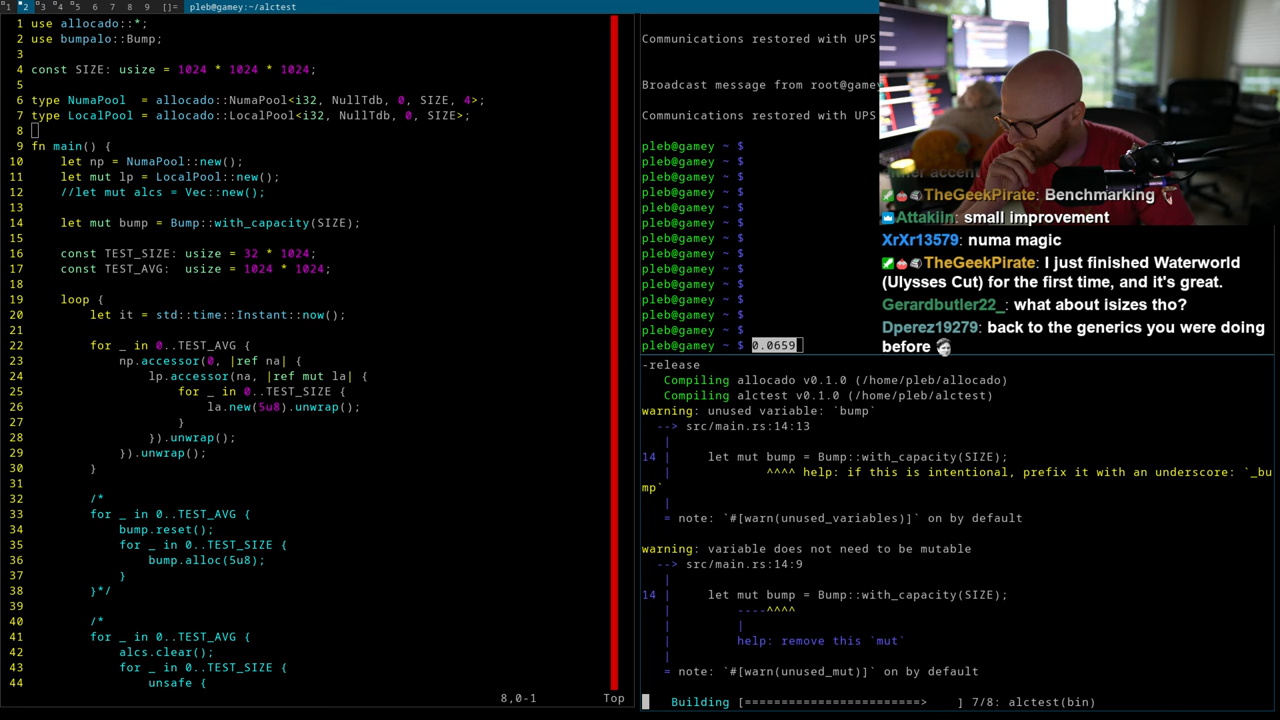 1 2 3 4 5 6 7 8 9 []= pleb@gamey:~/alctest
1 use allocado::*;
2 use bumpalo::Bump;
3
4 const SIZE: usize = 1024 * 1024 * 1024;
5
6 type NumaPool  = allocado::NumaPool<i32, NullTdb, 0, SIZE, 4>;
7 type LocalPool = allocado::LocalPool<i32, NullTdb, 0, SIZE>;
8
9 fn main() {
10     let np = NumaPool::new();
11     let mut lp = LocalPool::new();
12     //let mut alcs = Vec::new();
13
14     let mut bump = Bump::with_capacity(SIZE);
15
16     const TEST_SIZE: usize = 32 * 1024;
17     const TEST_AVG:  usize = 1024 * 1024;
18
19     loop {
20         let it = std::time::Instant::now();
21
22         for _ in 0..TEST_AVG {
23             np.accessor(0, |ref na| {
24                 lp.accessor(na, |ref mut la| {
25                     for _ in 0..TEST_SIZE {
26                         la.new(5u8).unwrap();
27                     }
28                 }).unwrap();
29             }).unwrap();
30         }
31
32         /*
33         for _ in 0..TEST_AVG {
34             bump.reset();
35             for _ in 0..TEST_SIZE {
36                 bump.alloc(5u8);
37             }
38         }*/
39
40         /*
41         for _ in 0..TEST_AVG {
42             alcs.clear();
43             for _ in 0..TEST_SIZE {
44                 unsafe {
8,0-1 Top
Communications restored with UPS
Broadcast message from root@gamey
Communications restored with UPS
pleb@gamey ~ $
pleb@gamey ~ $
pleb@gamey ~ $
pleb@gamey ~ $
pleb@gamey ~ $
pleb@gamey ~ $
pleb@gamey ~ $
pleb@gamey ~ $
pleb@gamey ~ $
pleb@gamey ~ $
pleb@gamey ~ $
pleb@gamey ~ $
pleb@gamey ~ $
pleb@gamey ~ $ 0.0659
accent
TheGeekPirate: Benchmarking
Attakiin: small improvement
XrXr13579: numa magic
TheGeekPirate: I just finished Waterworld
(Ulysses Cut) for the first time, and it's great.
Gerardbutler22_: what about isizes tho?
Dperez19279: back to the generics you were doing
before
-release
Compiling allocado v0.1.0 (/home/pleb/allocado)
Compiling alctest v0.1.0 (/home/pleb/alctest)
warning: unused variable: `bump`
--> src/main.rs:14:13
|
14 |     let mut bump = Bump::with_capacity(SIZE);
|             ^^^^ help: if this is intentional, prefix it with an underscore: `_bu
mp`
|
= note: `#[warn(unused_variables)]` on by default
warning: variable does not need to be mutable
--> src/main.rs:14:9
|
14 |     let mut bump = Bump::with_capacity(SIZE);
|         ----^^^^
|         |
|         help: remove this `mut`
|
= note: `#[warn(unused_mut)]` on by default
Building [========================>    ] 7/8: alctest(bin)